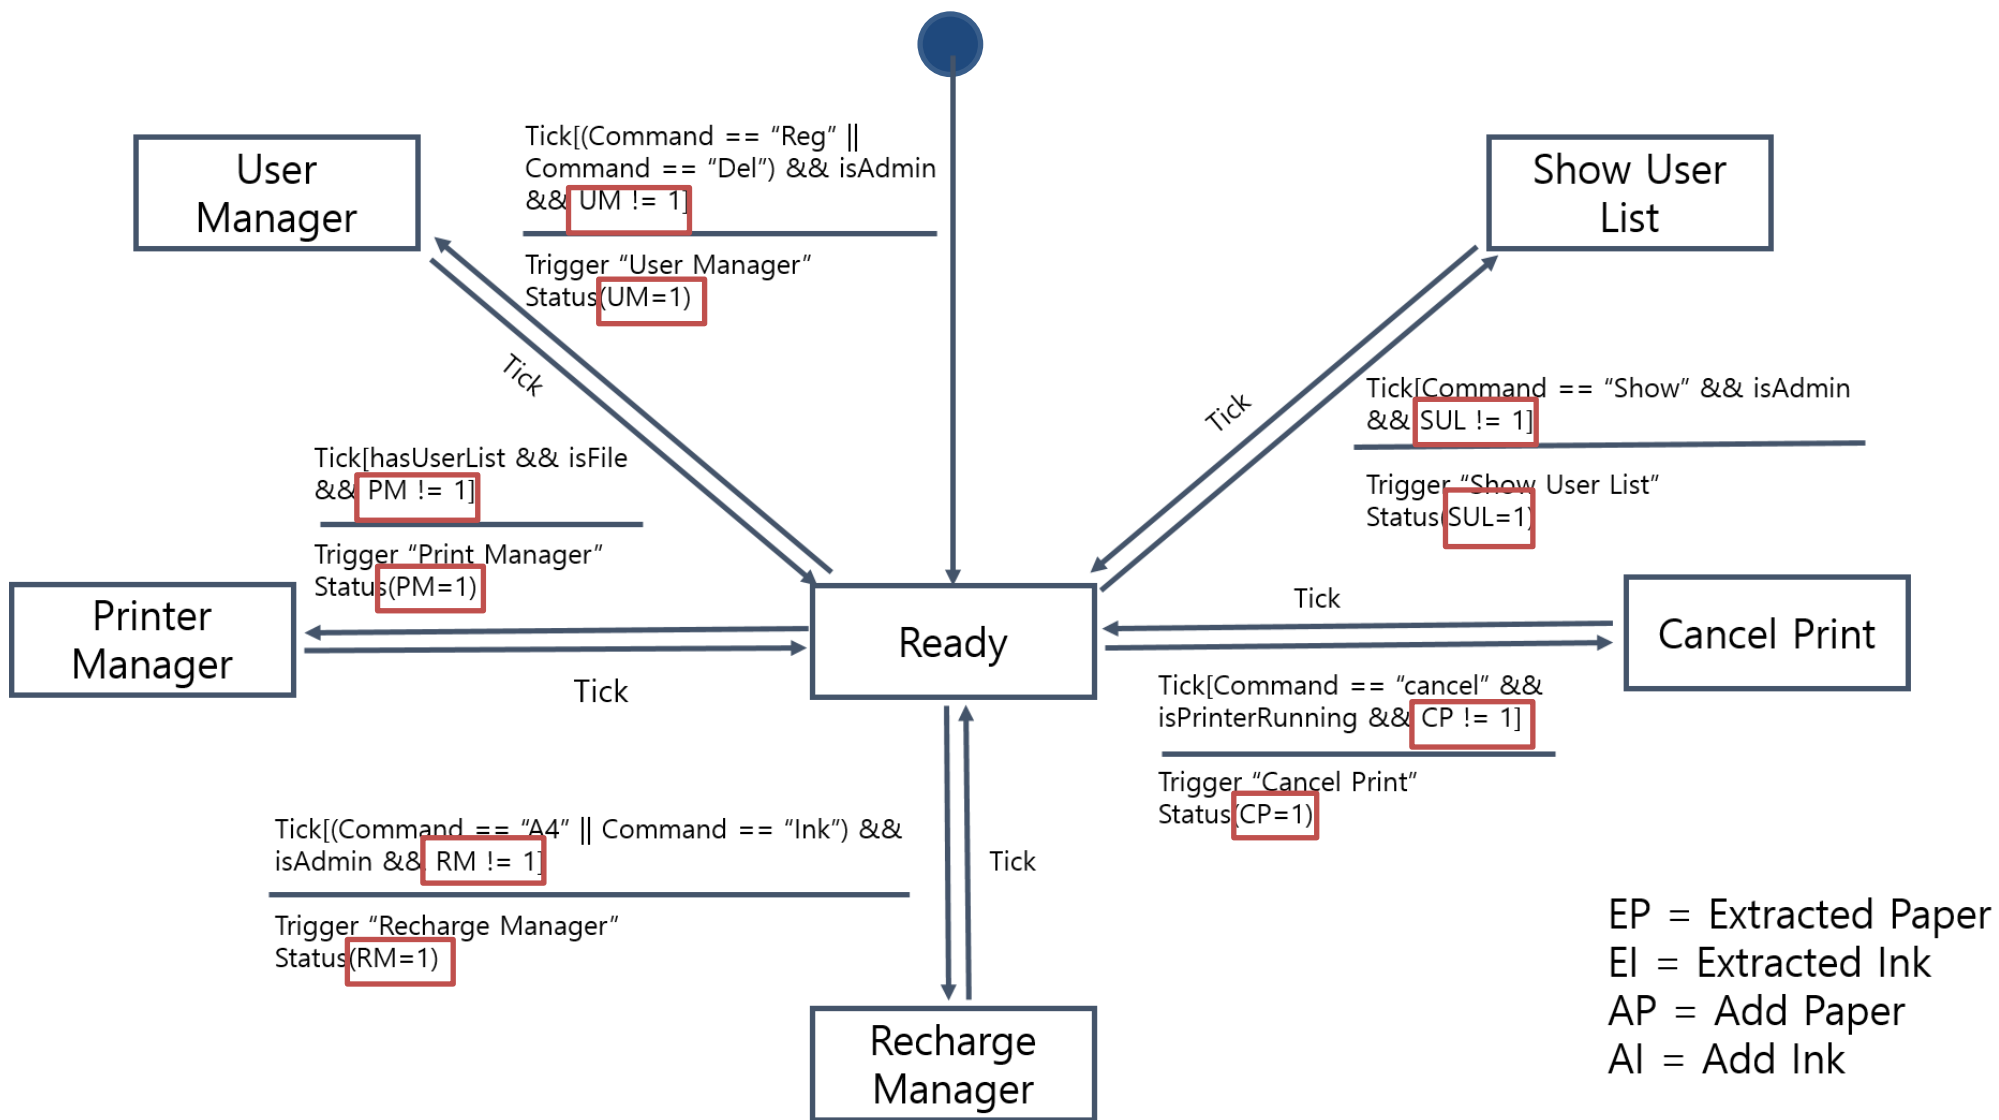 Tick[(Command == “Reg” ||
Command == “Del”) && isAdmin
&& UM != 1]
Trigger “User Manager”
Status(UM=1)
User
Manager
Show User
List
Tick
Tick
Tick[Command == “Show” && isAdmin
&& SUL != 1]
Trigger “Show User List”
Status(SUL=1)
Tick[hasUserList && isFile
&& PM != 1]
Trigger “Print Manager”
Status(PM=1)
Printer
Manager
Tick
Ready
Tick
Cancel Print
Tick[Command == “cancel” &&
isPrinterRunning && CP != 1]
Trigger “Cancel Print”
Status(CP=1)
Tick[(Command == “A4” || Command == “Ink”) &&
isAdmin && RM != 1]
Trigger “Recharge Manager”
Status(RM=1)
Tick
Recharge
Manager
EP = Extracted Paper
EI = Extracted Ink
AP = Add Paper
AI = Add Ink